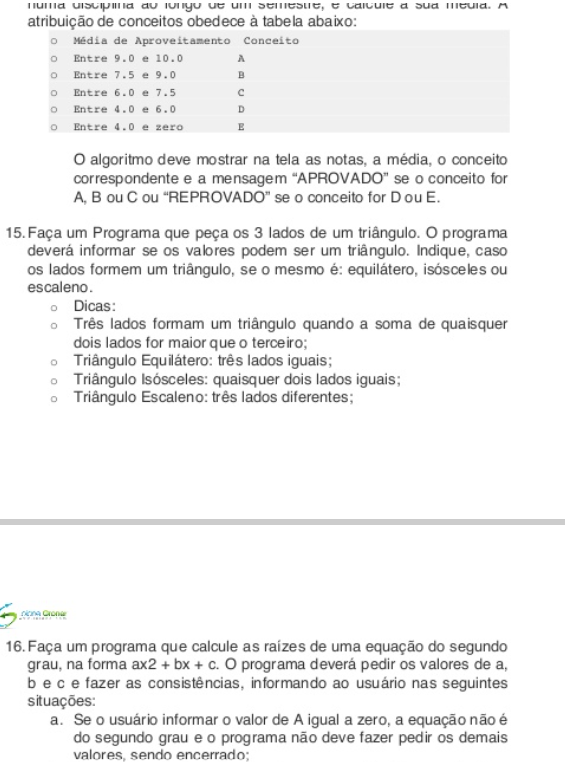 numa disciplina ao longo de um semestre, e calcule a sua média. A
atribuição de conceitos obedece à tabela abaixo:
○ Média de Aproveitamento Conceito
○ Entre 9.0 e 10.0 A
○ Entre 7.5 e 9.0 B
○ Entre 6.0 e 7.5 C
○ Entre 4.0 e 6.0 D
○ Entre 4.0 e zero E
O algoritmo deve mostrar na tela as notas, a média, o conceito
correspondente e a mensagem “APROVADO” se o conceito for
A, B ou C ou “REPROVADO” se o conceito for D ou E.
15. Faça um Programa que peça os 3 lados de um triângulo. O programa
deverá informar se os valores podem ser um triângulo. Indique, caso
os lados formem um triângulo, se o mesmo é: equilátero, isósceles ou
escaleno.
○ Dicas:
○ Três lados formam um triângulo quando a soma de quaisquer
dois lados for maior que o terceiro;
○ Triângulo Equilátero: três lados iguais;
○ Triângulo Isósceles: quaisquer dois lados iguais;
○ Triângulo Escaleno: três lados diferentes;
16. Faça um programa que calcule as raízes de uma equação do segundo
grau, na forma ax2 + bx + c. O programa deverá pedir os valores de a,
b e c e fazer as consistências, informando ao usuário nas seguintes
situações:
a. Se o usuário informar o valor de A igual a zero, a equação não é
do segundo grau e o programa não deve fazer pedir os demais
valores, sendo encerrado;